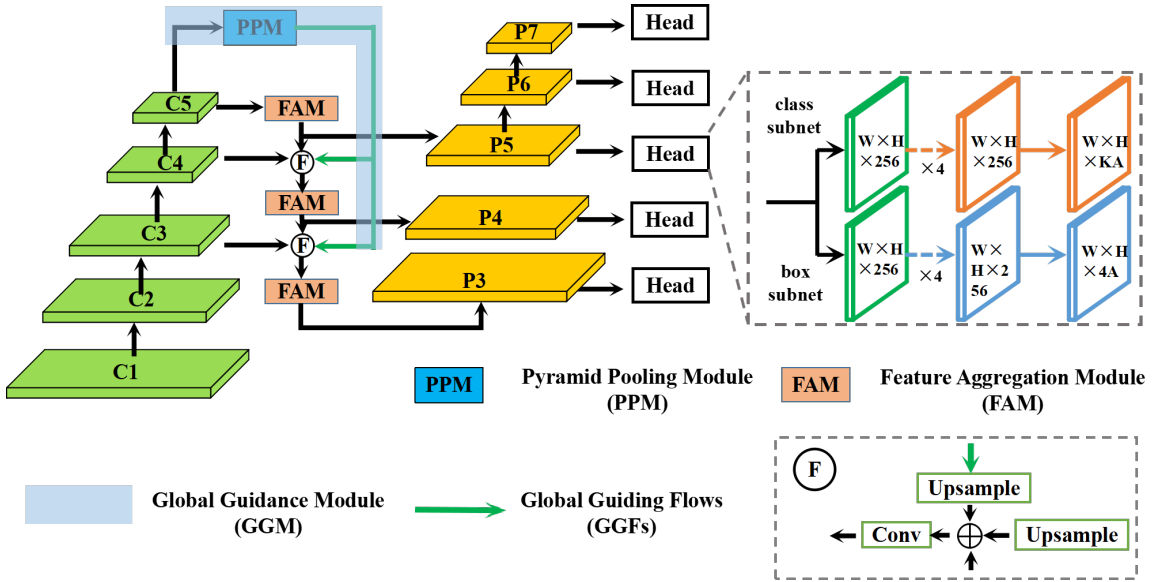 PPM
C5
C4
C3
C2
C1
FAM
F
FAM
F
FAM
P7
P6
P5
P4
P3
Head
Head
Head
Head
Head
class
subnet
box
subnet
W×H
×256
×4
W×H
×256
W×H
×KA
W×H
×256
×4
W×
H×2
56
W×H
×4A
PPM
Pyramid Pooling Module
(PPM)
FAM
Feature Aggregation Module
(FAM)
Global Guidance Module
(GGM)
Global Guiding Flows
(GGFs)
F
Upsample
Conv
Upsample